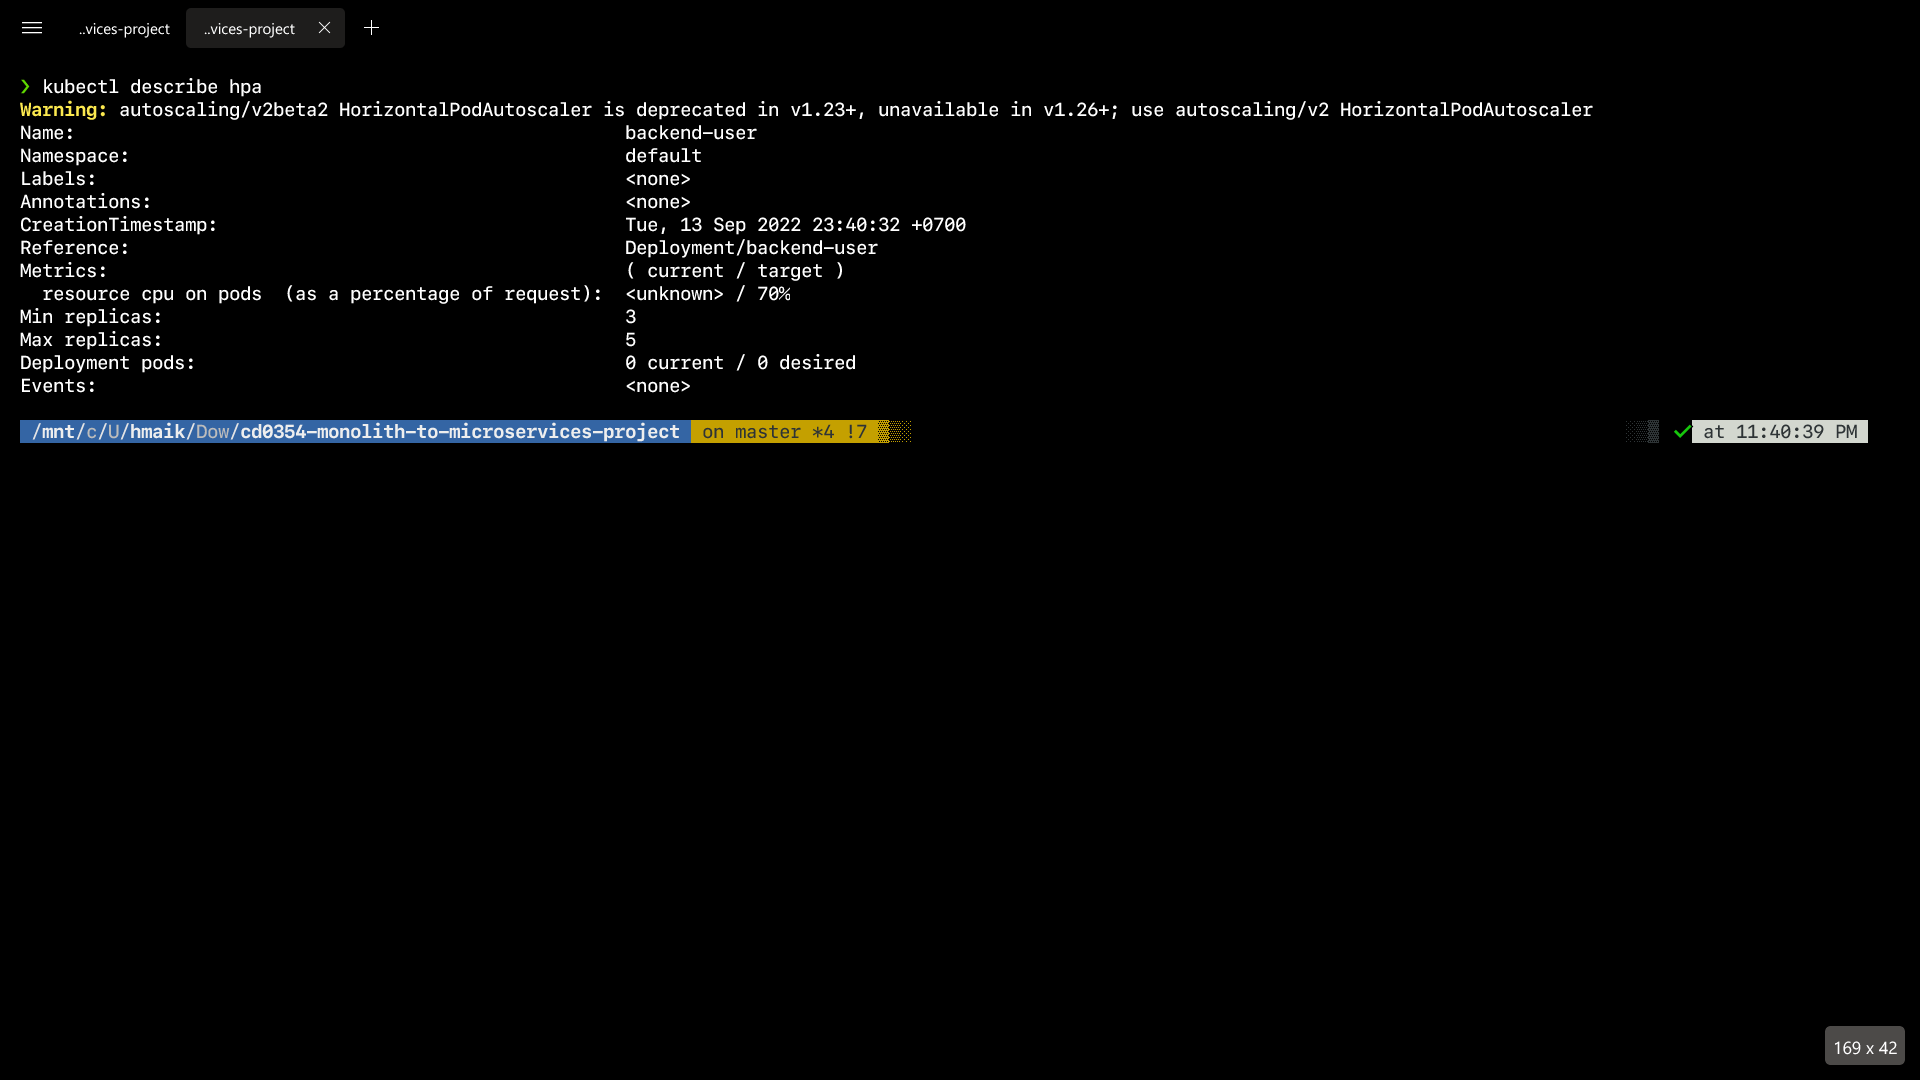 ..vices-project ..vices-project
❯ kubectl describe hpa
Warning: autoscaling/v2beta2 HorizontalPodAutoscaler is deprecated in v1.23+, unavailable in v1.26+; use autoscaling/v2 HorizontalPodAutoscaler
Name: backend-user
Namespace: default
Labels: <none>
Annotations: <none>
CreationTimestamp: Tue, 13 Sep 2022 23:40:32 +0700
Reference: Deployment/backend-user
Metrics: ( current / target )
resource cpu on pods (as a percentage of request): <unknown> / 70%
Min replicas: 3
Max replicas: 5
Deployment pods: 0 current / 0 desired
Events: <none>
/mnt/c/U/hmaik/Dow/cd0354-monolith-to-microservices-project on master *4 !7 at 11:40:39 PM
169 x 42